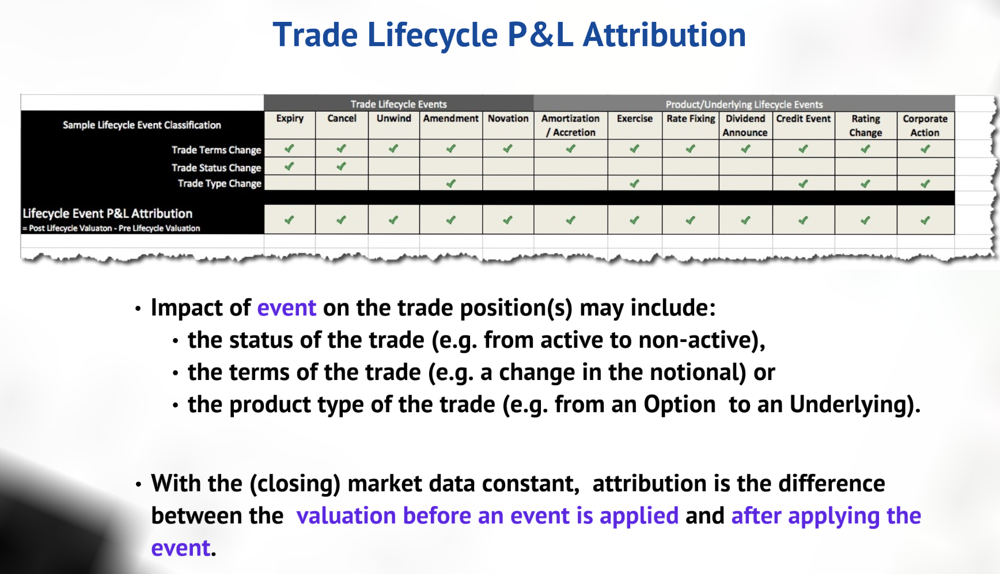 Trade Lifecycle P&L Attribution
Trade Lifecycle Events Product/Underlying Lifecycle Events
Sample Lifecycle Event Classification Expiry Cancel Unwind Amendment Novation Amortization / Accretion Exercise Rate Fixing Dividend Announce Credit Event Rating Change Corporate Action
Trade Terms Change ✓ ✓ ✓ ✓ ✓ ✓ ✓ ✓ ✓ ✓ ✓ ✓
Trade Status Change ✓ ✓
Trade Type Change ✓ ✓ ✓ ✓ ✓
Lifecycle Event P&L Attribution ✓ ✓ ✓ ✓ ✓ ✓ ✓ ✓ ✓ ✓ ✓ ✓
= Post Lifecycle Valuaton - Pre Lifecycle Valuation
• Impact of event on the trade position(s) may include:
• the status of the trade (e.g. from active to non-active),
• the terms of the trade (e.g. a change in the notional) or
• the product type of the trade (e.g. from an Option to an Underlying).
• With the (closing) market data constant, attribution is the difference
between the valuation before an event is applied and after applying the
event.